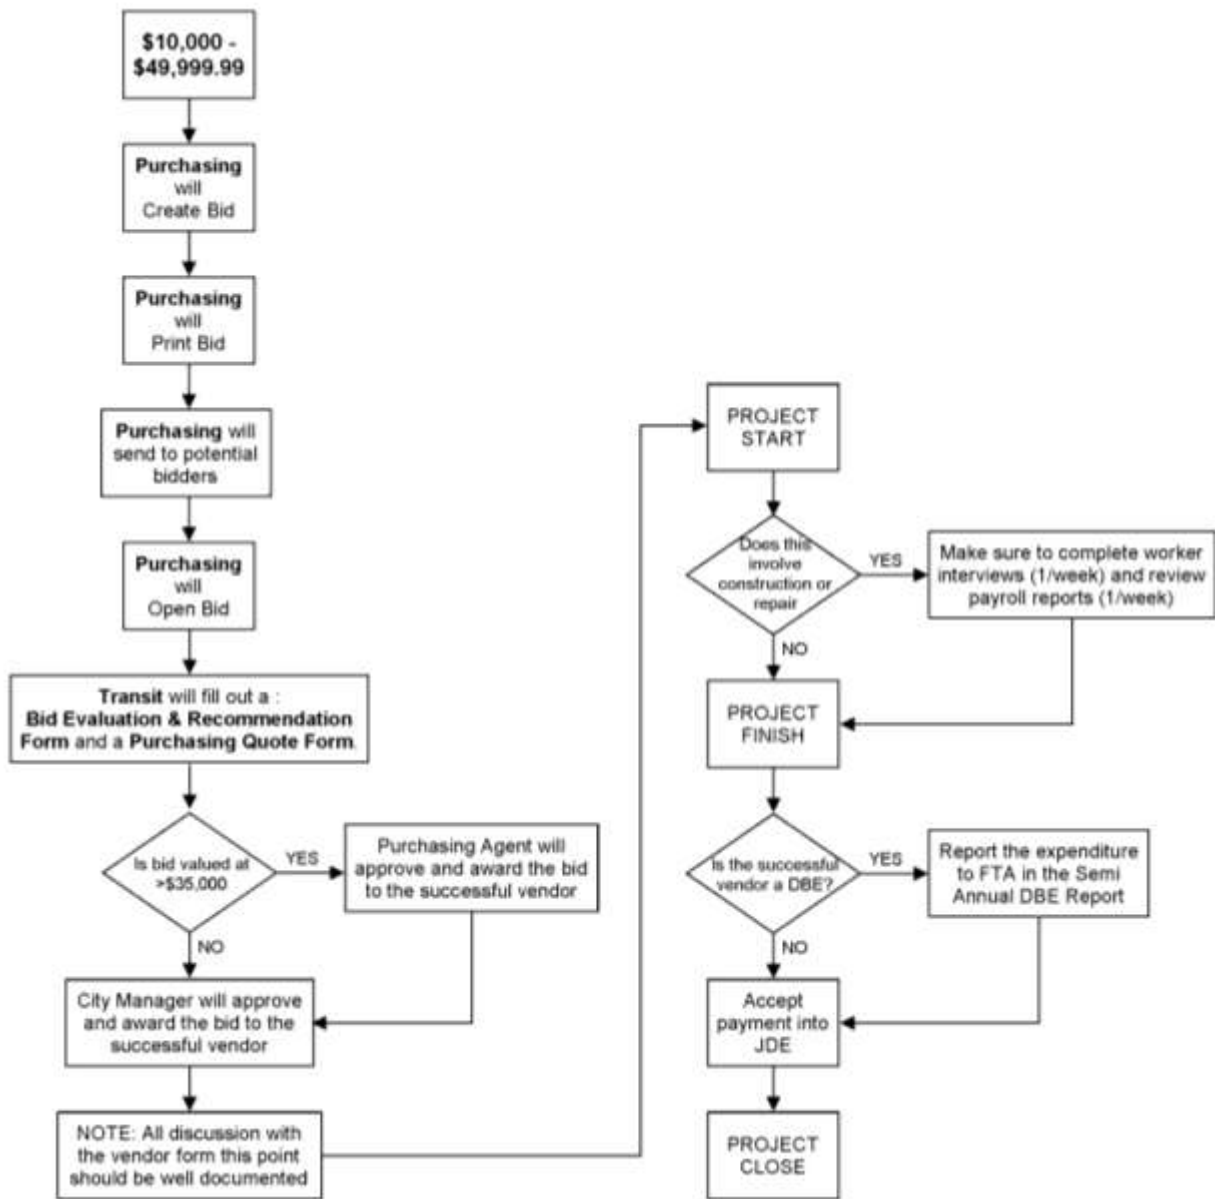 $10,000 -
$49,999.99
Purchasing
will
Create Bid
Purchasing
will
Print Bid
Purchasing will
send to potential
bidders
Purchasing
will
Open Bid
Transit will fill out a :
Bid Evaluation & Recommendation
Form and a Purchasing Quote Form.
Is bid valued at
>$35,000
YES
Purchasing Agent will
approve and award the bid
to the successful vendor
NO
City Manager will approve
and award the bid to the
successful vendor
NOTE: All discussion with
the vendor form this point
should be well documented
PROJECT
START
Does this
involve
construction or
repair
YES
Make sure to complete worker
interviews (1/week) and review
payroll reports (1/week)
NO
PROJECT
FINISH
Is the successful
vendor a DBE?
YES
Report the expenditure
to FTA in the Semi
Annual DBE Report
NO
Accept
payment into
JDE
PROJECT
CLOSE